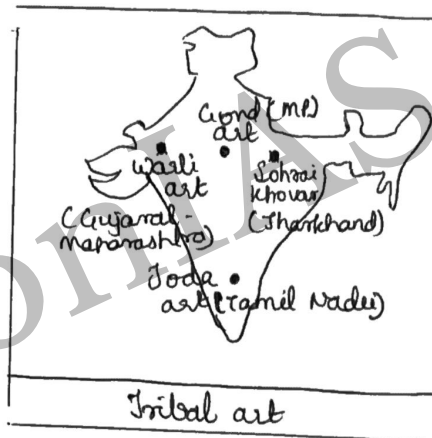 Gond (MP)
art
Warli
art
(Gujarat-
Maharashtra)
Sohrai
Khovar
(Jharkhand)
Toda
art (Tamil Nadu)
Tribal art